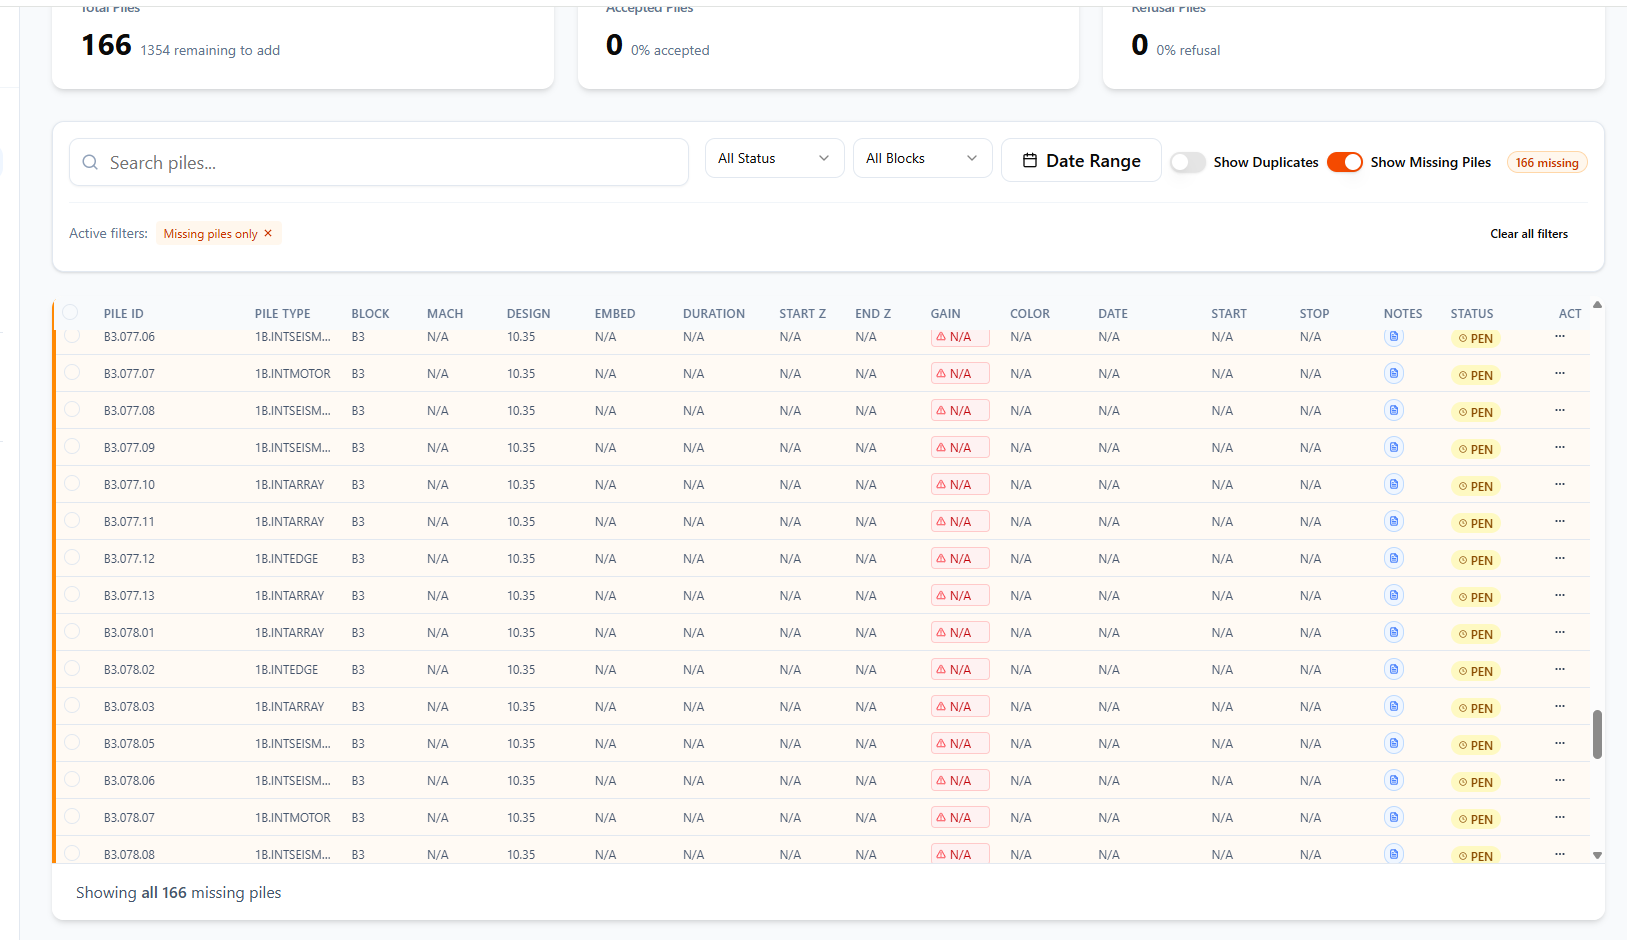 Total Piles
166 1354 remaining to add
Accepted Piles
0 0% accepted
Refusal Piles
0 0% refusal
Search piles...
All Status
All Blocks
Date Range
Show Duplicates
Show Missing Piles
166 missing
Active filters: Missing piles only ×
Clear all filters
PILE ID PILE TYPE BLOCK MACH DESIGN EMBED DURATION START Z END Z GAIN COLOR DATE START STOP NOTES STATUS ACT
B3.077.06 1B.INTSEISM... B3 N/A 10.35 N/A N/A N/A N/A N/A N/A N/A N/A N/A PEN ...
B3.077.07 1B.INTMOTOR B3 N/A 10.35 N/A N/A N/A N/A N/A N/A N/A N/A N/A PEN ...
B3.077.08 1B.INTSEISM... B3 N/A 10.35 N/A N/A N/A N/A N/A N/A N/A N/A N/A PEN ...
B3.077.09 1B.INTSEISM... B3 N/A 10.35 N/A N/A N/A N/A N/A N/A N/A N/A N/A PEN ...
B3.077.10 1B.INTARRAY B3 N/A 10.35 N/A N/A N/A N/A N/A N/A N/A N/A N/A PEN ...
B3.077.11 1B.INTARRAY B3 N/A 10.35 N/A N/A N/A N/A N/A N/A N/A N/A N/A PEN ...
B3.077.12 1B.INTEDGE B3 N/A 10.35 N/A N/A N/A N/A N/A N/A N/A N/A N/A PEN ...
B3.077.13 1B.INTARRAY B3 N/A 10.35 N/A N/A N/A N/A N/A N/A N/A N/A N/A PEN ...
B3.078.01 1B.INTARRAY B3 N/A 10.35 N/A N/A N/A N/A N/A N/A N/A N/A N/A PEN ...
B3.078.02 1B.INTEDGE B3 N/A 10.35 N/A N/A N/A N/A N/A N/A N/A N/A N/A PEN ...
B3.078.03 1B.INTARRAY B3 N/A 10.35 N/A N/A N/A N/A N/A N/A N/A N/A N/A PEN ...
B3.078.05 1B.INTSEISM... B3 N/A 10.35 N/A N/A N/A N/A N/A N/A N/A N/A N/A PEN ...
B3.078.06 1B.INTSEISM... B3 N/A 10.35 N/A N/A N/A N/A N/A N/A N/A N/A N/A PEN ...
B3.078.07 1B.INTMOTOR B3 N/A 10.35 N/A N/A N/A N/A N/A N/A N/A N/A N/A PEN ...
B3.078.08 1B.INTSEISM... B3 N/A 10.35 N/A N/A N/A N/A N/A N/A N/A N/A N/A PEN ...
Showing all 166 missing piles